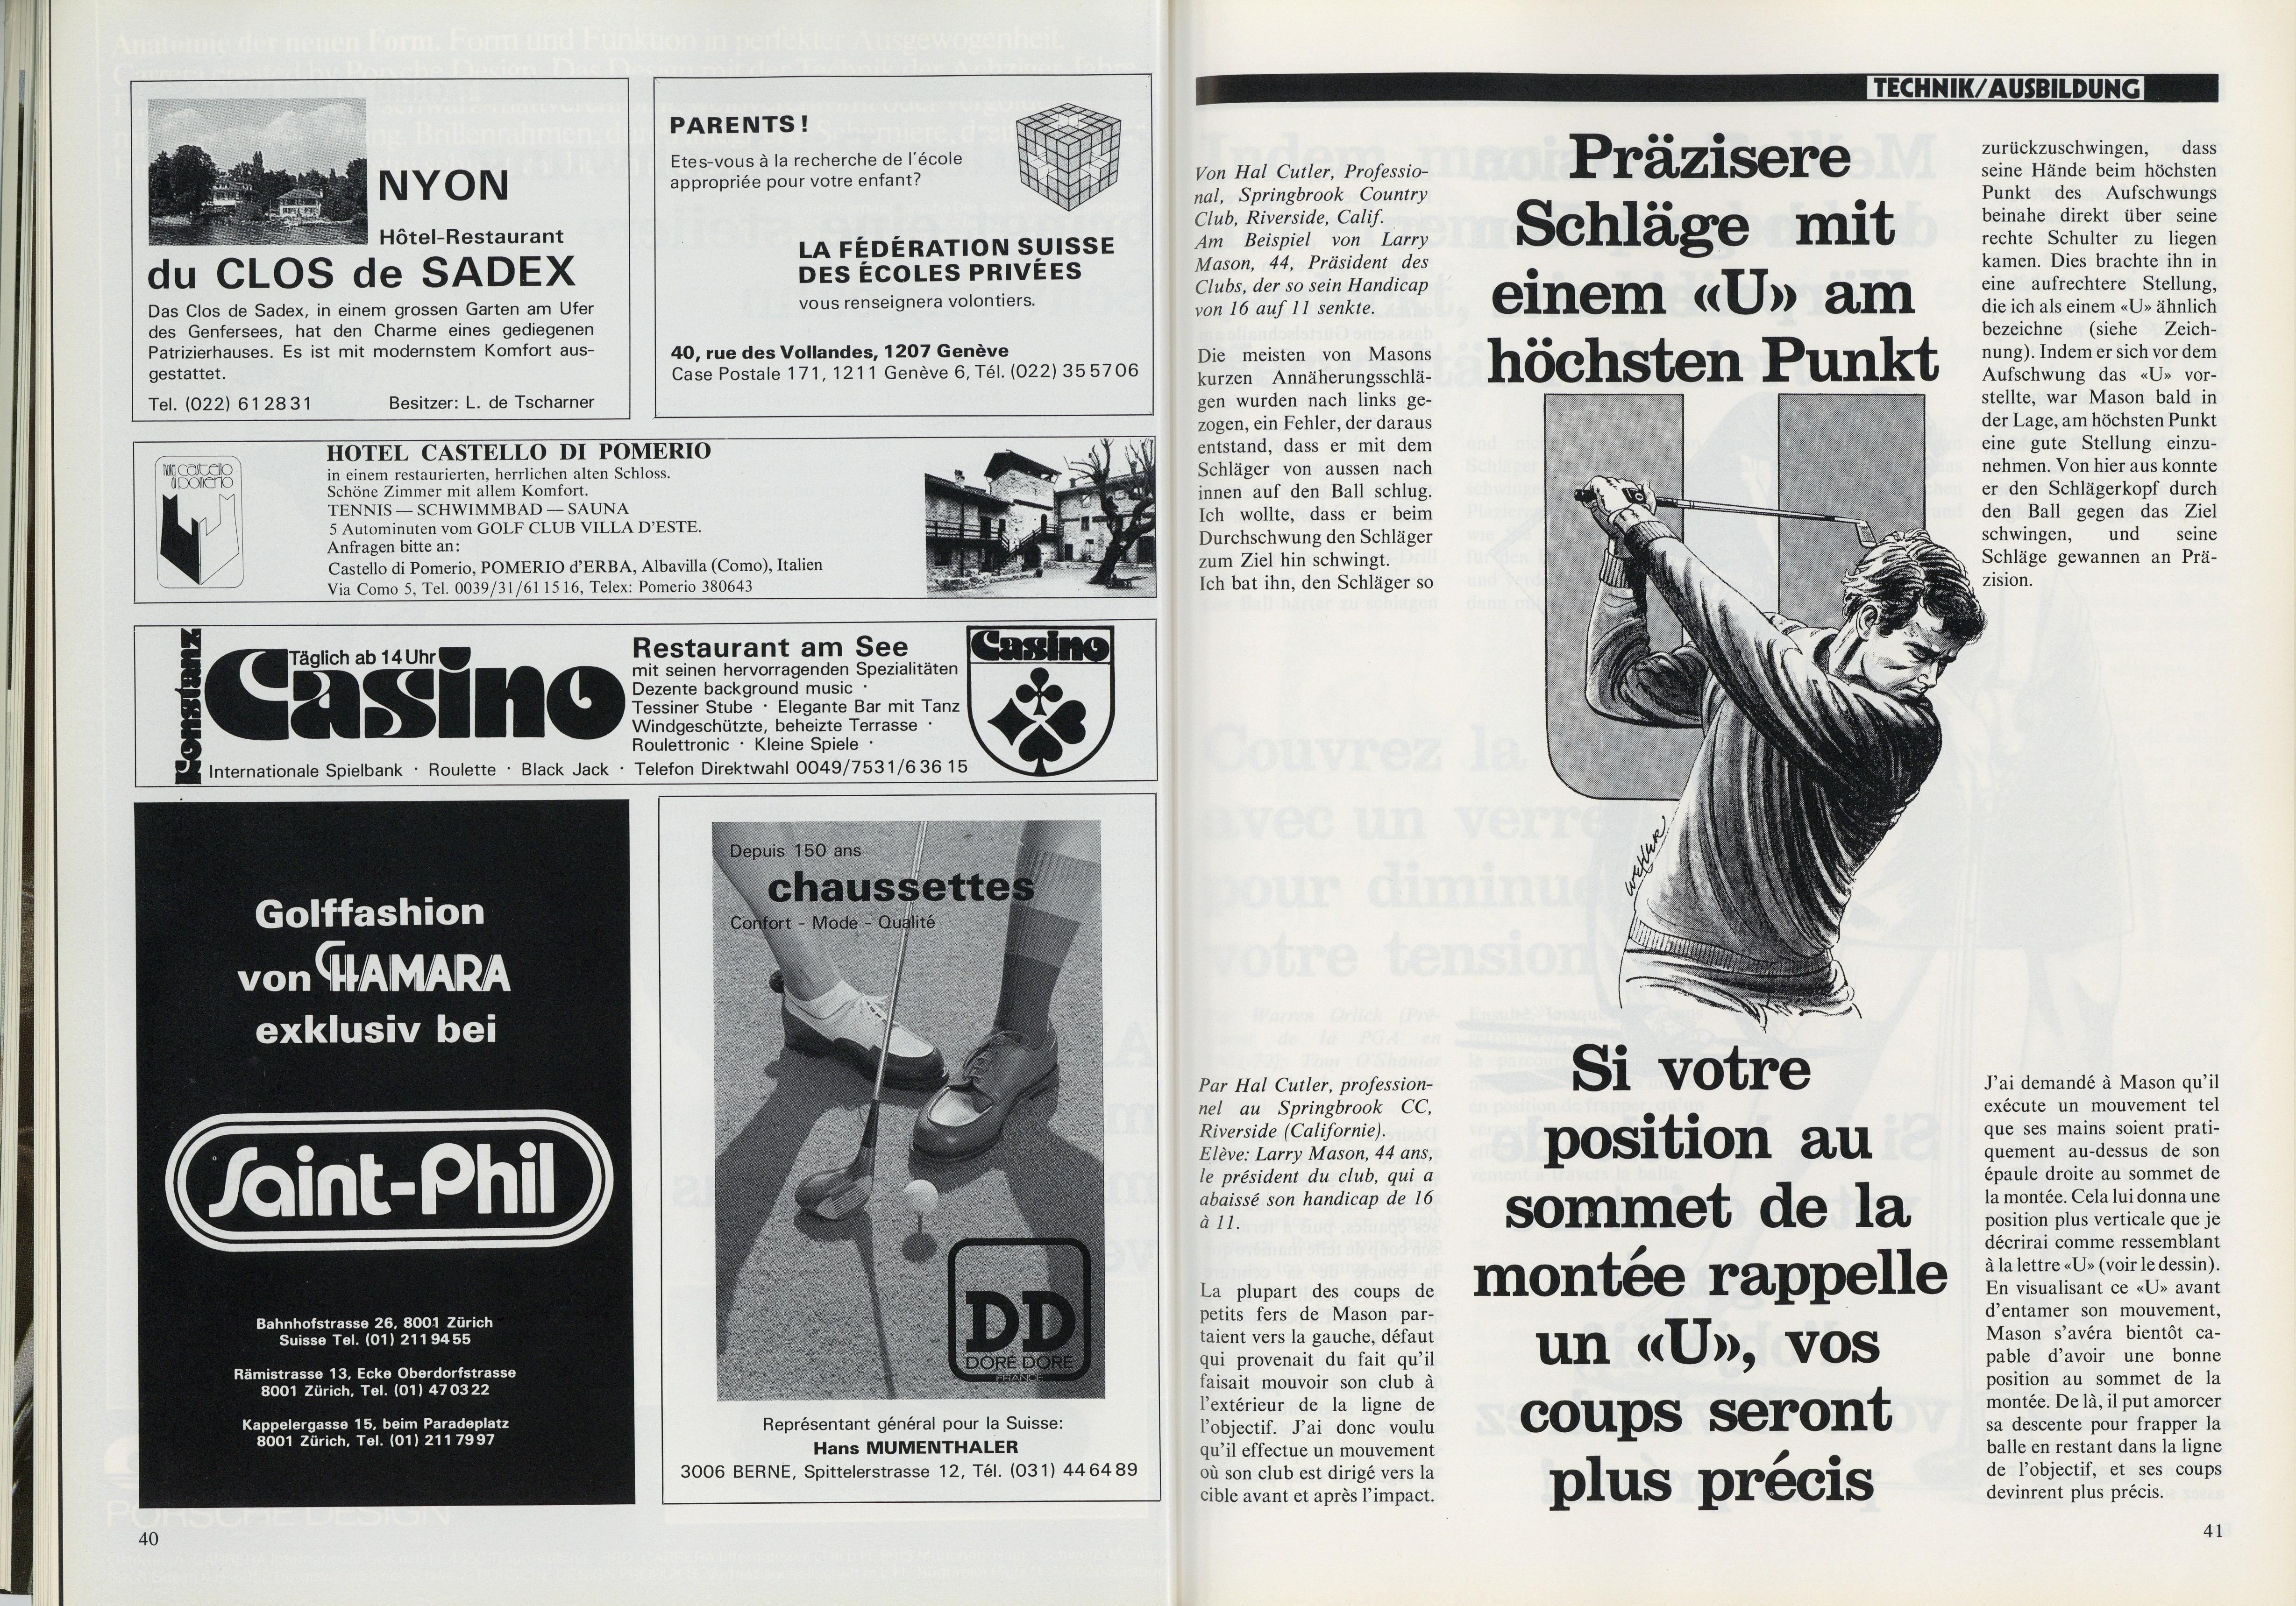 NYON
Hôtel-Restaurant
du CLOS de SADEX
Das Clos de Sadex, in einem grossen Garten am Ufer
des Genfersees, hat den Charme eines gediegenen
Patrizierhauses. Es ist mit modernstem Komfort aus-
gestattet.
Tel. (022) 61 28 31
Besitzer: L. de Tscharner
PARENTS!
Etes-vous à la recherche de l'école
appropriée pour votre enfant?
LA FÉDÉRATION SUISSE
DES ÉCOLES PRIVÉES
vous renseignera volontiers.
40, rue des Vollandes, 1207 Genève
Case Postale 171, 1211 Genève 6, Tél. (022) 35 57 06
hotel castello
di pomerio
HOTEL CASTELLO DI POMERIO
in einem restaurierten, herrlichen alten Schloss.
Schöne Zimmer mit allem Komfort.
TENNIS — SCHWIMMBAD — SAUNA
5 Autominuten vom GOLF CLUB VILLA D'ESTE.
Anfragen bitte an:
Castello di Pomerio, POMERIO d'ERBA, Albavilla (Como), Italien
Via Como 5, Tel. 0039/31/61 15 16, Telex: Pomerio 380643
Konstanz
Täglich ab 14 Uhr
Casino
Restaurant am See
mit seinen hervorragenden Spezialitäten
Dezente background music ·
Tessiner Stube · Elegante Bar mit Tanz
Windgeschützte, beheizte Terrasse ·
Roulettronic · Kleine Spiele ·
Internationale Spielbank · Roulette · Black Jack · Telefon Direktwahl 0049/7531/6 36 15
Casino
Golffashion
von CHAMARA
exklusiv bei
Saint-Phil
Bahnhofstrasse 26, 8001 Zürich
Suisse Tel. (01) 211 94 55
Rämistrasse 13, Ecke Oberdorfstrasse
8001 Zürich, Tel. (01) 47 03 22
Kappelergasse 15, beim Paradeplatz
8001 Zürich, Tel. (01) 211 79 97
Depuis 150 ans
chaussettes
Confort - Mode - Qualité
DD
DORÉ DORÉ
FRANCE
Représentant général pour la Suisse:
Hans MUMENTHALER
3006 BERNE, Spittelerstrasse 12, Tél. (031) 44 64 89
40
TECHNIK/AUSBILDUNG
Präzisere
Schläge mit
einem «U» am
höchsten Punkt
Von Hal Cutler, Professio-
nal, Springbrook Country
Club, Riverside, Calif.
Am Beispiel von Larry
Mason, 44, Präsident des
Clubs, der so sein Handicap
von 16 auf 11 senkte.
Die meisten von Masons
kurzen Annäherungsschlä-
gen wurden nach links ge-
zogen, ein Fehler, der daraus
entstand, dass er mit dem
Schläger von aussen nach
innen auf den Ball schlug.
Ich wollte, dass er beim
Durchschwung den Schläger
zum Ziel hin schwingt.
Ich bat ihn, den Schläger so
zurückzuschwingen, dass
seine Hände beim höchsten
Punkt des Aufschwungs
beinahe direkt über seine
rechte Schulter zu liegen
kamen. Dies brachte ihn in
eine aufrechtere Stellung,
die ich als einem «U» ähnlich
bezeichne (siehe Zeich-
nung). Indem er sich vor dem
Aufschwung das «U» vor-
stellte, war Mason bald in
der Lage, am höchsten Punkt
eine gute Stellung einzu-
nehmen. Von hier aus konnte
er den Schlägerkopf durch
den Ball gegen das Ziel
schwingen, und seine
Schläge gewannen an Prä-
zision.
Si votre
position au
sommet de la
montée rappelle
un «U», vos
coups seront
plus précis
Par Hal Cutler, profession-
nel au Springbrook CC,
Riverside (Californie).
Elève: Larry Mason, 44 ans,
le président du club, qui a
abaissé son handicap de 16
à 11.
La plupart des coups de
petits fers de Mason par-
taient vers la gauche, défaut
qui provenait du fait qu'il
faisait mouvoir son club à
l'extérieur de la ligne de
l'objectif. J'ai donc voulu
qu'il effectue un mouvement
où son club est dirigé vers la
cible avant et après l'impact.
J'ai demandé à Mason qu'il
exécute un mouvement tel
que ses mains soient prati-
quement au-dessus de son
épaule droite au sommet de
la montée. Cela lui donna une
position plus verticale que je
décrirai comme ressemblant
à la lettre «U» (voir le dessin).
En visualisant ce «U» avant
d'entamer son mouvement,
Mason s'avéra bientôt ca-
pable d'avoir une bonne
position au sommet de la
montée. De là, il put amorcer
sa descente pour frapper la
balle en restant dans la ligne
de l'objectif, et ses coups
devinrent plus précis.
41